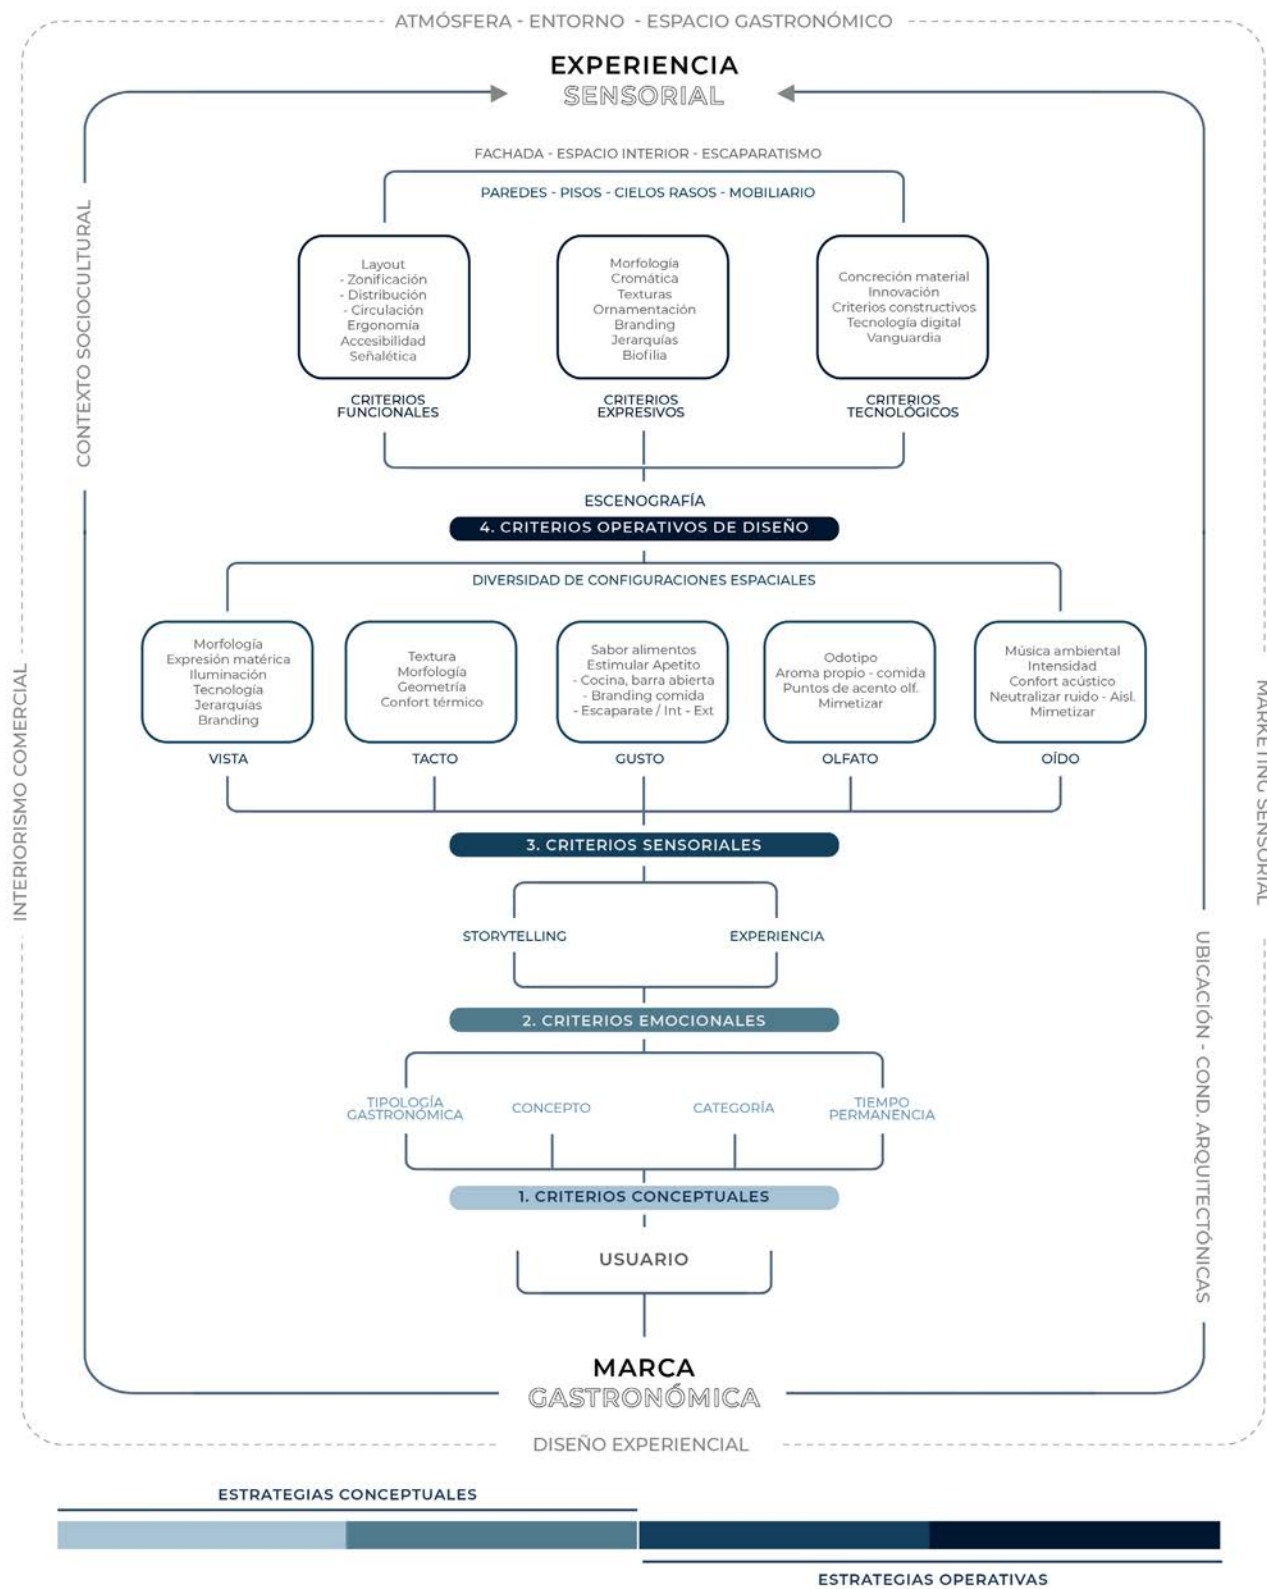 ATMÓSFERA - ENTORNO - ESPACIO GASTRONÓMICO
EXPERIENCIA
SENSORIAL
FACHADA - ESPACIO INTERIOR - ESCAPARATISMO
PAREDES - PISOS - CIELOS RASOS - MOBILIARIO
Layout
- Zonificación
- Distribución
- Circulación
Ergonomía
Accesibilidad
Señalética
CRITERIOS
FUNCIONALES
Morfología
Cromática
Texturas
Ornamentación
Branding
Jerarquías
Biofilia
CRITERIOS
EXPRESIVOS
Concreción material
Innovación
Criterios constructivos
Tecnología digital
Vanguardia
CRITERIOS
TECNOLÓGICOS
ESCENOGRAFÍA
4. CRITERIOS OPERATIVOS DE DISEÑO
DIVERSIDAD DE CONFIGURACIONES ESPACIALES
Morfología
Expresión matérica
Iluminación
Tecnología
Jerarquías
Branding
VISTA
Textura
Morfología
Geometría
Confort térmico
TACTO
Sabor alimentos
Estimular Apetito
- Cocina, barra abierta
- Branding comida
- Escaparate / Int - Ext
GUSTO
Odotipo
Aroma propio - comida
Puntos de acento olf.
Mimetizar
OLFATO
Música ambiental
Intensidad
Confort acústico
Neutralizar ruido - Aisl.
Mimetizar
OÍDO
3. CRITERIOS SENSORIALES
STORYTELLING
EXPERIENCIA
2. CRITERIOS EMOCIONALES
TIPOLOGÍA
GASTRONÓMICA
CONCEPTO
CATEGORÍA
TIEMPO
PERMANENCIA
1. CRITERIOS CONCEPTUALES
USUARIO
MARCA
GASTRONÓMICA
DISEÑO EXPERIENCIAL
INTERIORISMO COMERCIAL
CONTEXTO SOCIOCULTURAL
UBICACIÓN - COND. ARQUITECTÓNICAS
MARKETING SENSORIAL
ESTRATEGIAS CONCEPTUALES
ESTRATEGIAS OPERATIVAS